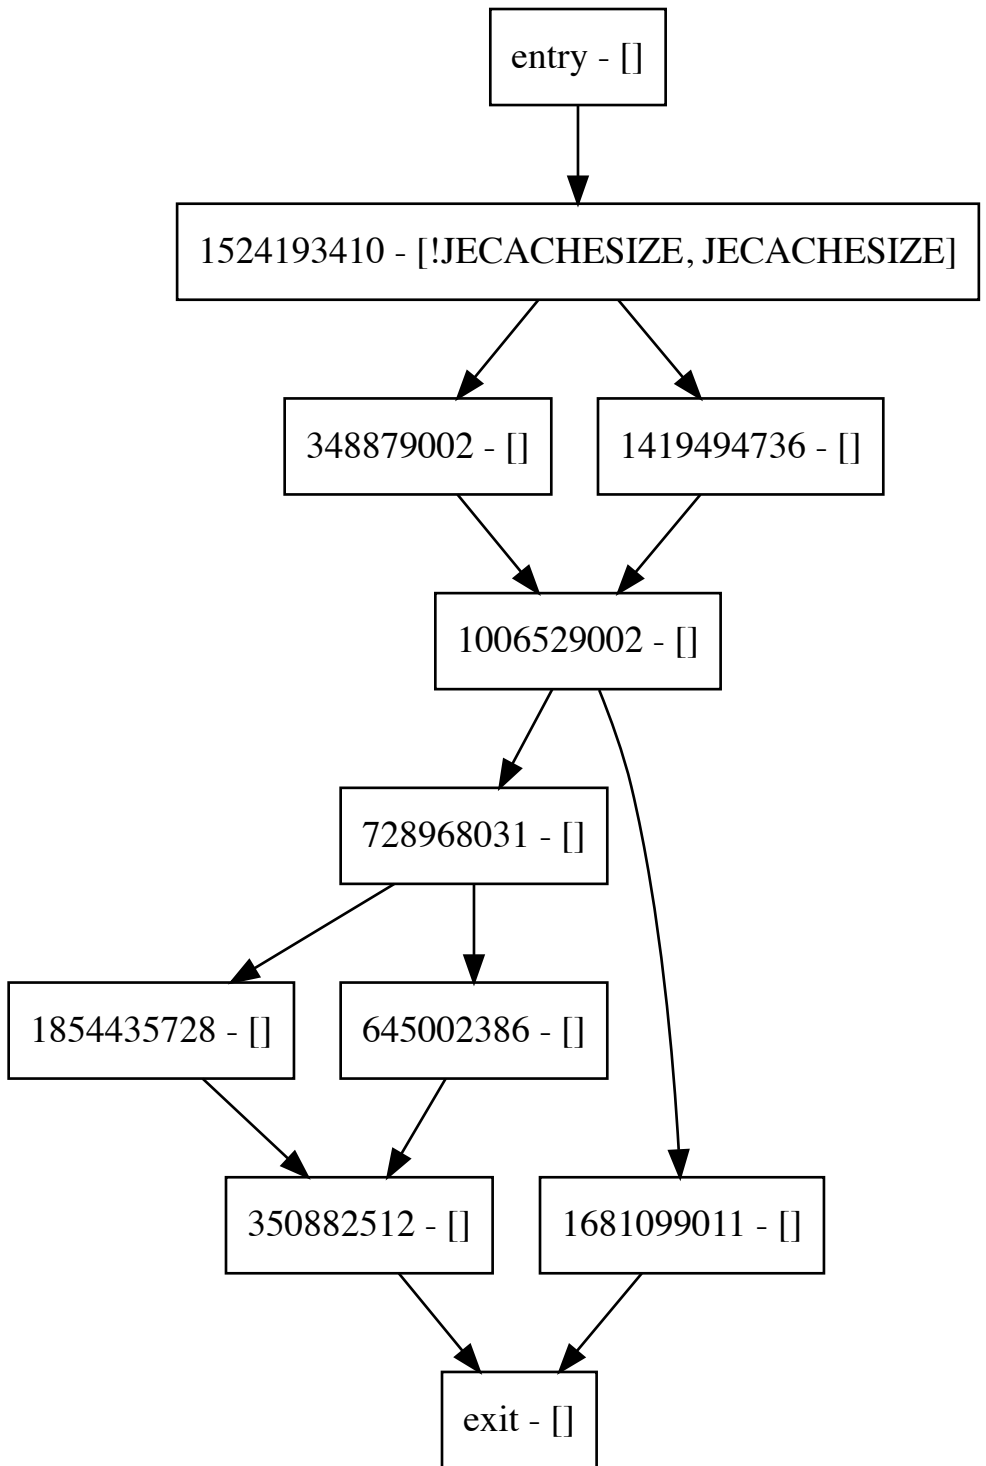 entry - []
1524193410 - [!JECACHESIZE, JECACHESIZE]
348879002 - []
1419494736 - []
1006529002 - []
728968031 - []
1854435728 - []
645002386 - []
350882512 - []
1681099011 - []
exit - []